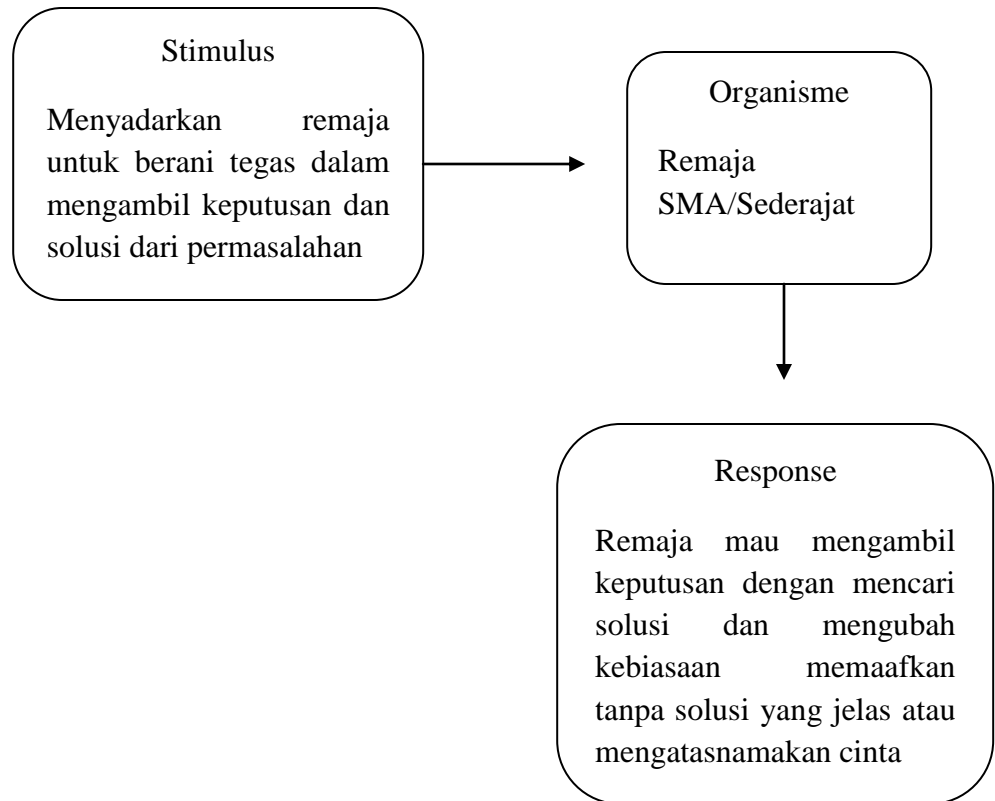 Stimulus
Menyadarkan remaja
untuk berani tegas dalam
mengambil keputusan dan
solusi dari permasalahan
Organisme
Remaja
SMA/Sederajat
Response
Remaja mau mengambil
keputusan dengan mencari
solusi dan mengubah
kebiasaan memaafkan
tanpa solusi yang jelas atau
mengatasnamakan cinta